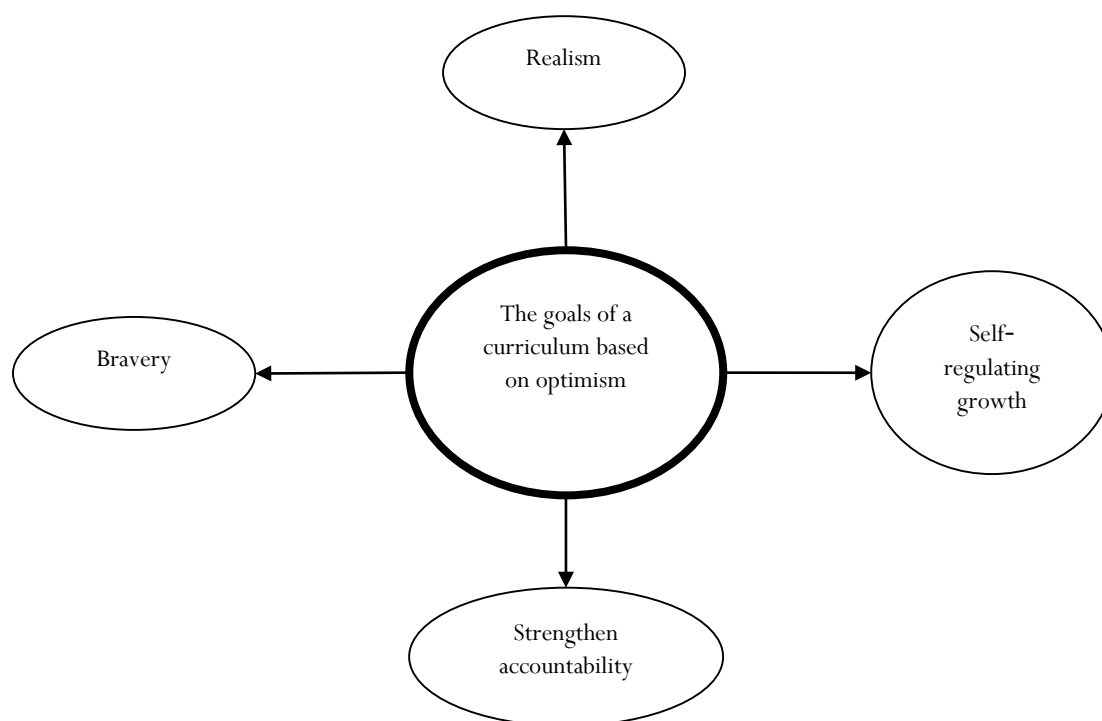 Realism
The goals of a
curriculum based
on optimism
Bravery
Self-
regulating
growth
Strengthen
accountability